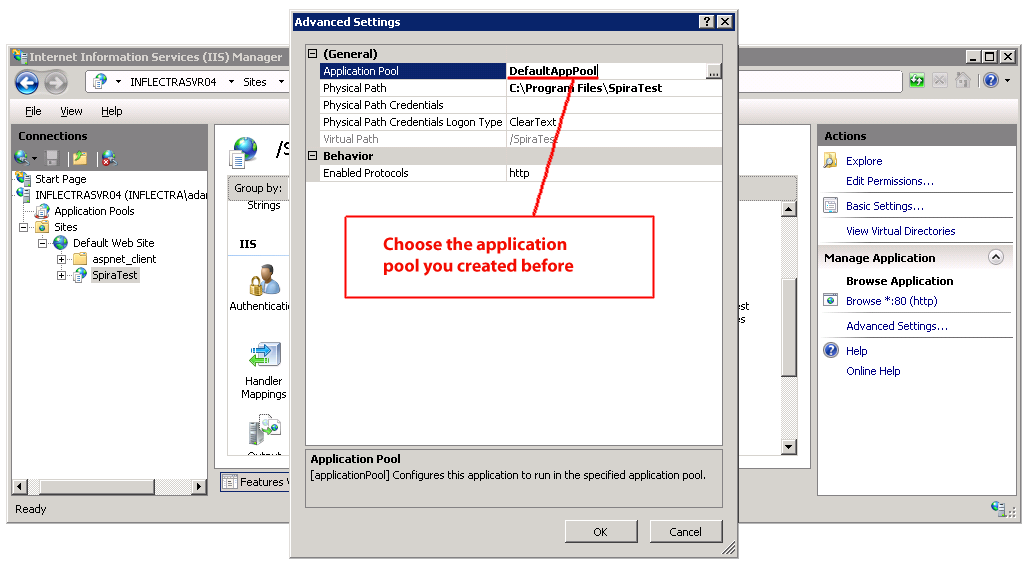 Advanced Settings
(General)
Application Pool DefaultAppPool ...
Physical Path C:\Program Files\SpiraTest
Physical Path Credentials
Physical Path Credentials Logon Type ClearText
Virtual Path /SpiraTest
Behavior
Enabled Protocols http
Choose the application
pool you created before
Application Pool
[applicationPool] Configures this application to run in the specified application pool.
OK Cancel
Internet Information Services (IIS) Manager
INFLECTRASVR04 Sites
File View Help
Connections
Start Page
INFLECTRASVR04 (INFLECTRA\ada
Application Pools
Sites
Default Web Site
aspnet_client
SpiraTest
Ready
/S
Group by:
Strings
IIS
Authenticatio
Handler
Mappings
Features V
Actions
Explore
Edit Permissions...
Basic Settings...
View Virtual Directories
Manage Application
Browse Application
Browse *:80 (http)
Advanced Settings...
Help
Online Help